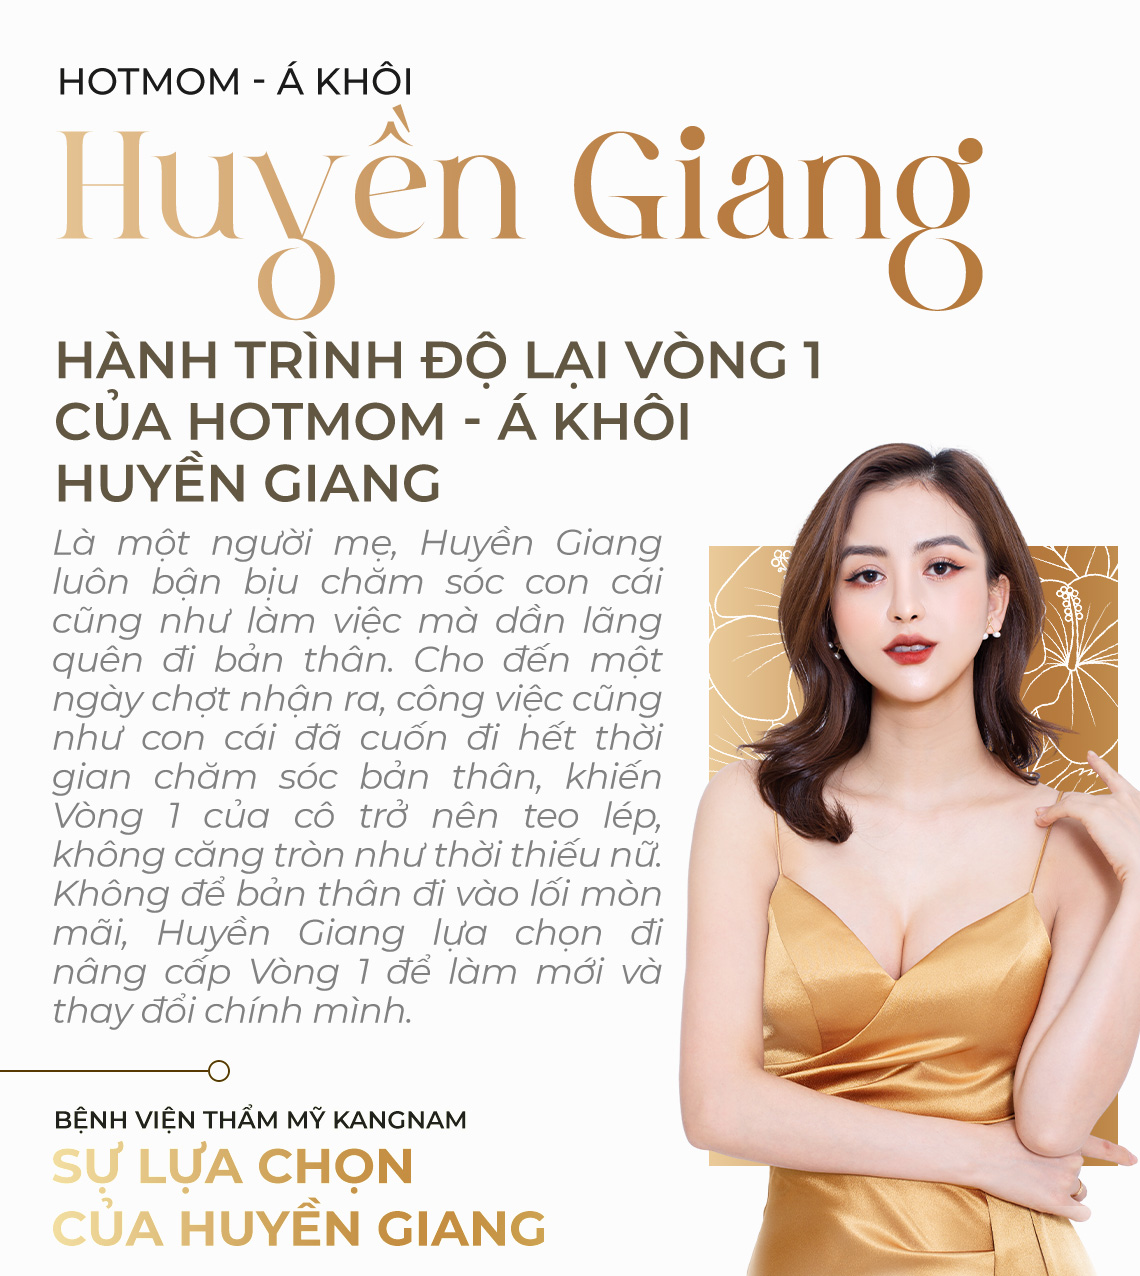 HOTMOM - Á KHÔI
Huyền Giang
HÀNH TRÌNH ĐỘ LẠI VÒNG 1
CỦA HOTMOM - Á KHÔI
HUYỀN GIANG
Là một người mẹ, Huyền Giang
luôn bận bịu chăm sóc con cái
cũng như làm việc mà dần lãng
quên đi bản thân. Cho đến một
ngày chợt nhận ra, công việc cũng
như con cái đã cuốn đi hết thời
gian chăm sóc bản thân, khiến
Vòng 1 của cô trở nên teo lép,
không căng tròn như thời thiếu nữ.
Không để bản thân đi vào lối mòn
mãi, Huyền Giang lựa chọn đi
nâng cấp Vòng 1 để làm mới và
thay đổi chính mình.
BỆNH VIỆN THẨM MỸ KANGNAM
SỰ LỰA CHỌN
CỦA HUYỀN GIANG